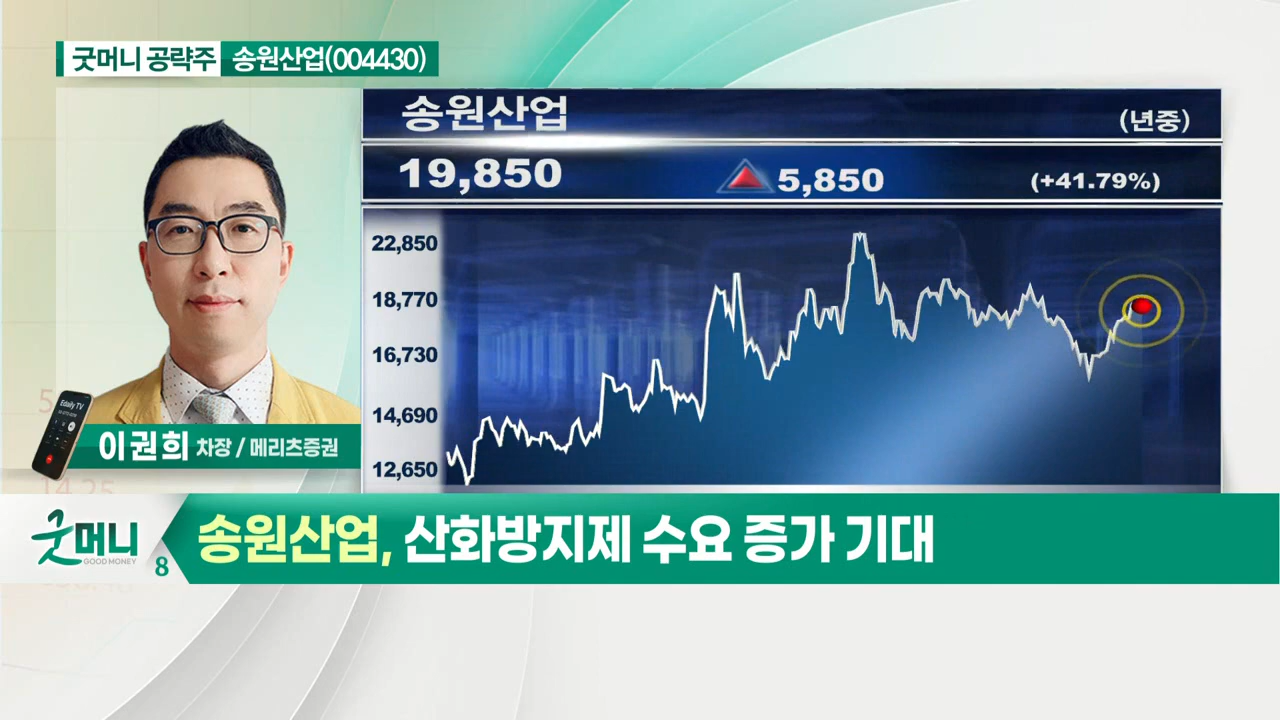 굿머니 공략주 송원산업(004430)
송원산업 (년중)
19,850 ▲ 5,850 (+41.79%)
22,850
18,770
16,730
14,690
12,650
Edaily TV
이권희 차장 / 메리츠증권
굿머니
GOOD MONEY
8
송원산업, 산화방지제 수요 증가 기대